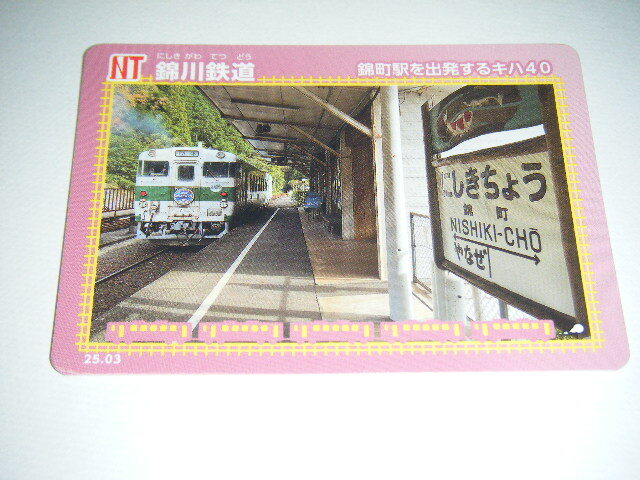 にしき がわ てつ どう
NT 錦川鉄道
錦町駅を出発するキハ40
にしきちょう
錦町
NISHIKI-CHŌ
やなぜ
25.03